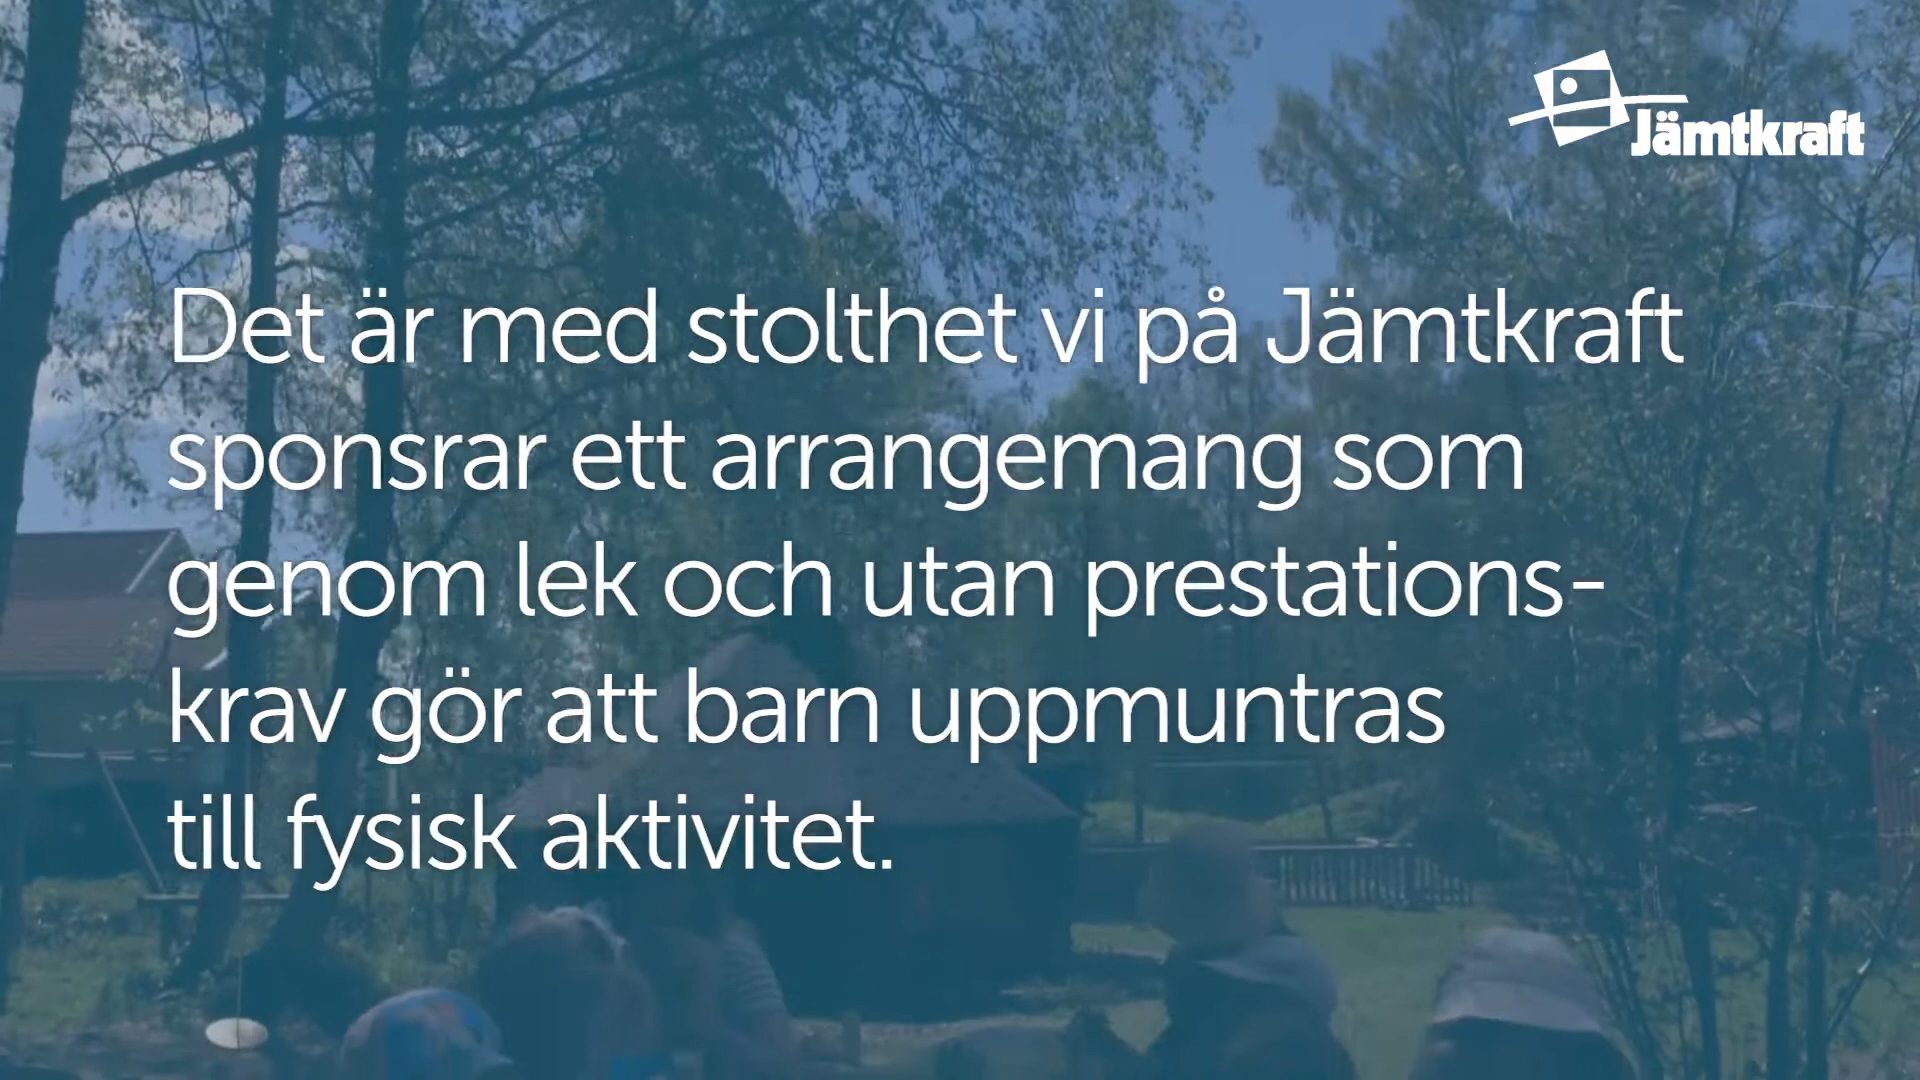 Jämtkraft
Det är med stolthet vi på Jämtkraft
sponsrar ett arrangemang som
genom lek och utan prestations-
krav gör att barn uppmuntras
till fysisk aktivitet.